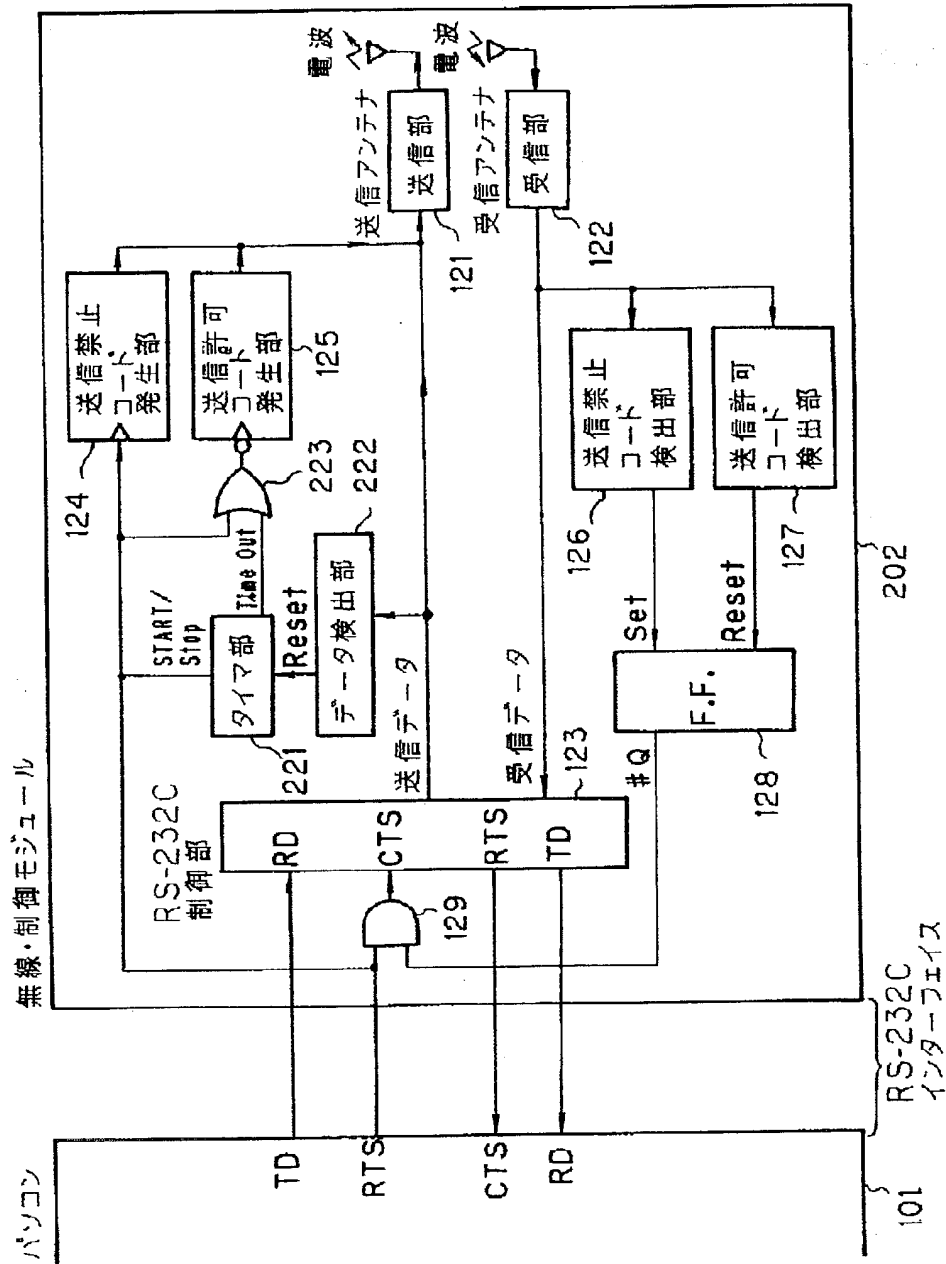 パソコン
TD
RTS
CTS
RD
101
RS-232C
インターフェイス
無線・制御モジュール
RS-232C
制御部
RD
CTS
RTS
TD
123
129
START/
Stop
タイマ部
221
Time Out
Reset
データ検出部
222
223
124
送信禁止
コード
発生部
送信許可
コード
発生部
125
送信データ
受信データ
送信アンテナ
送信部
121
電波
受信アンテナ
受信部
122
電波
送信禁止
コード
検出部
126
送信許可
コード
検出部
127
Set
Reset
F.F.
#Q
128
202